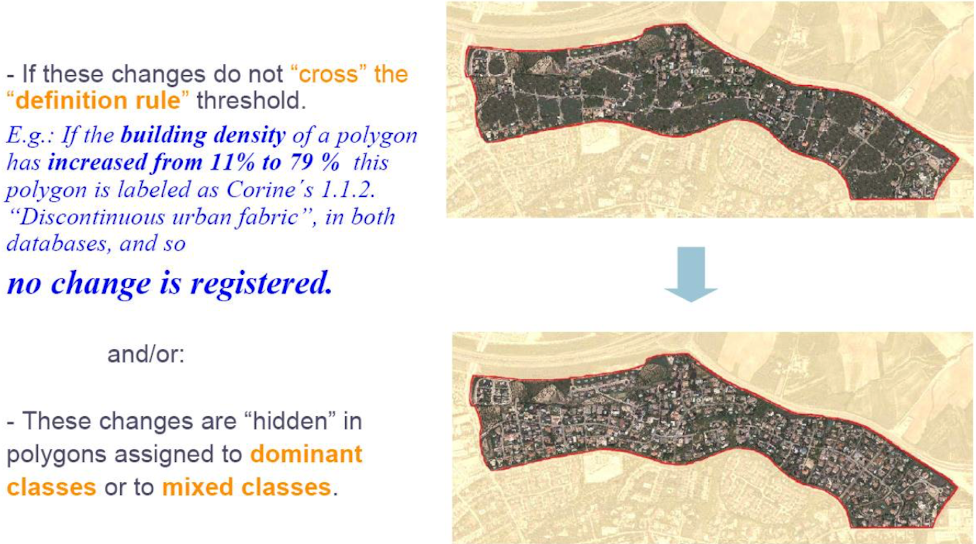 - If these changes do not “cross” the
“definition rule” threshold.
E.g.: If the building density of a polygon
has increased from 11% to 79 % this
polygon is labeled as Corine´s 1.1.2.
“Discontinuous urban fabric”, in both
databases, and so
no change is registered.
and/or:
- These changes are “hidden” in
polygons assigned to dominant
classes or to mixed classes.